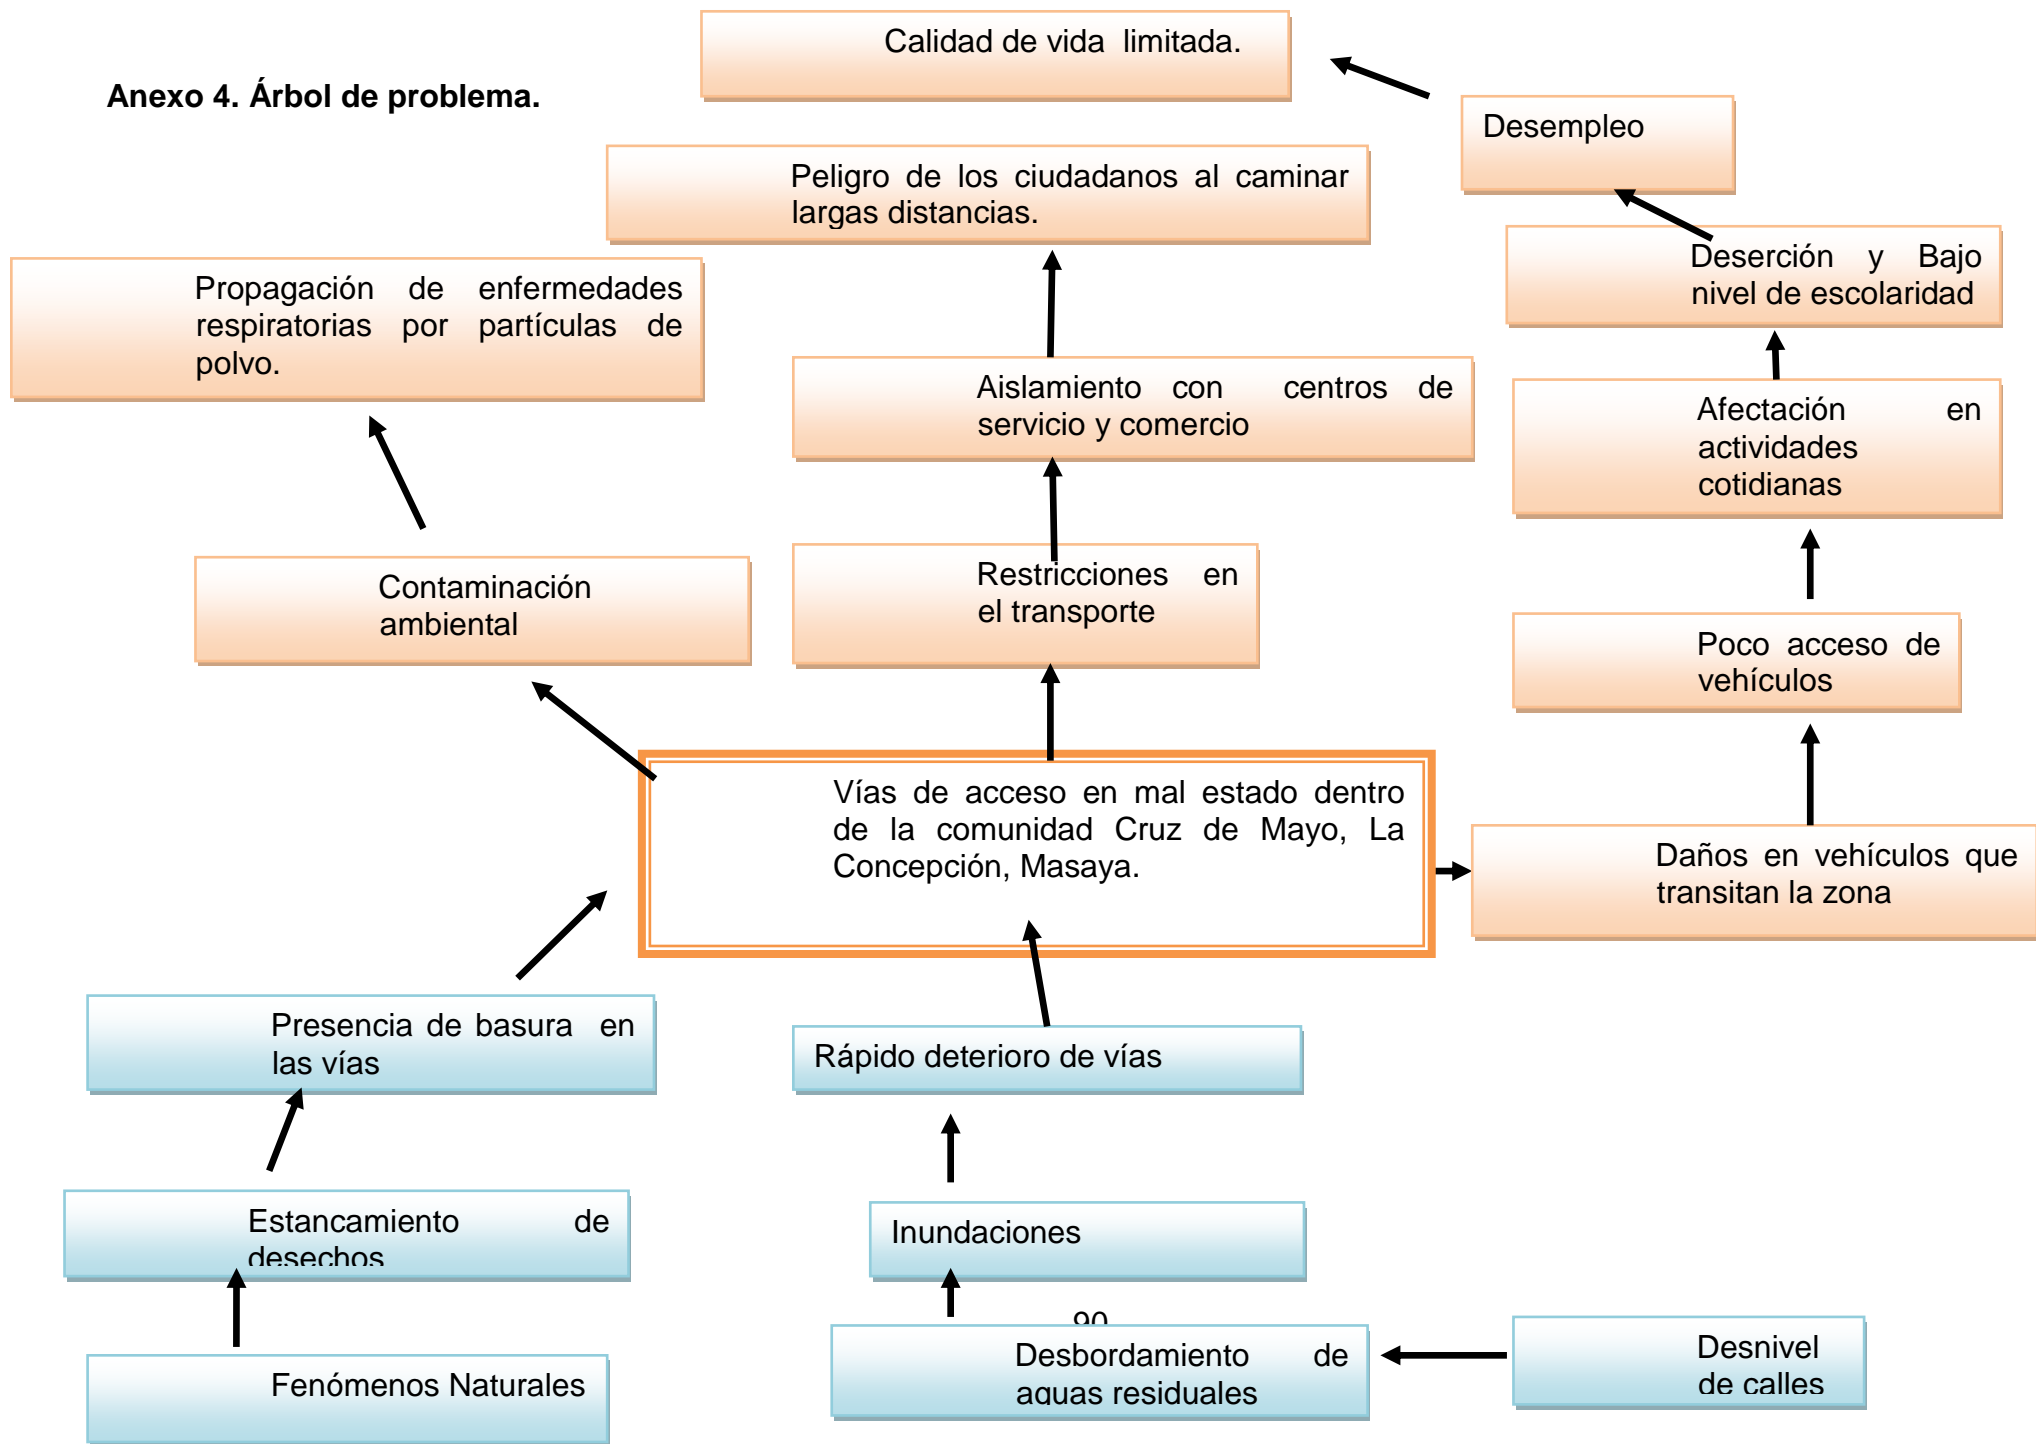 Calidad de vida limitada.
Anexo 4. Árbol de problema.
Desempleo
Peligro de los ciudadanos al caminar
largas distancias.
Deserción y Bajo
nivel de escolaridad
Propagación de enfermedades
respiratorias por partículas de
polvo.
Aislamiento con centros de
servicio y comercio
Afectación en
actividades
cotidianas
Contaminación
ambiental
Restricciones en
el transporte
Poco acceso de
vehículos
Vías de acceso en mal estado dentro
de la comunidad Cruz de Mayo, La
Concepción, Masaya.
Daños en vehículos que
transitan la zona
Presencia de basura en
las vías
Rápido deterioro de vías
Estancamiento de
desechos
Inundaciones
90
Fenómenos Naturales
Desbordamiento de
aguas residuales
Desnivel
de calles